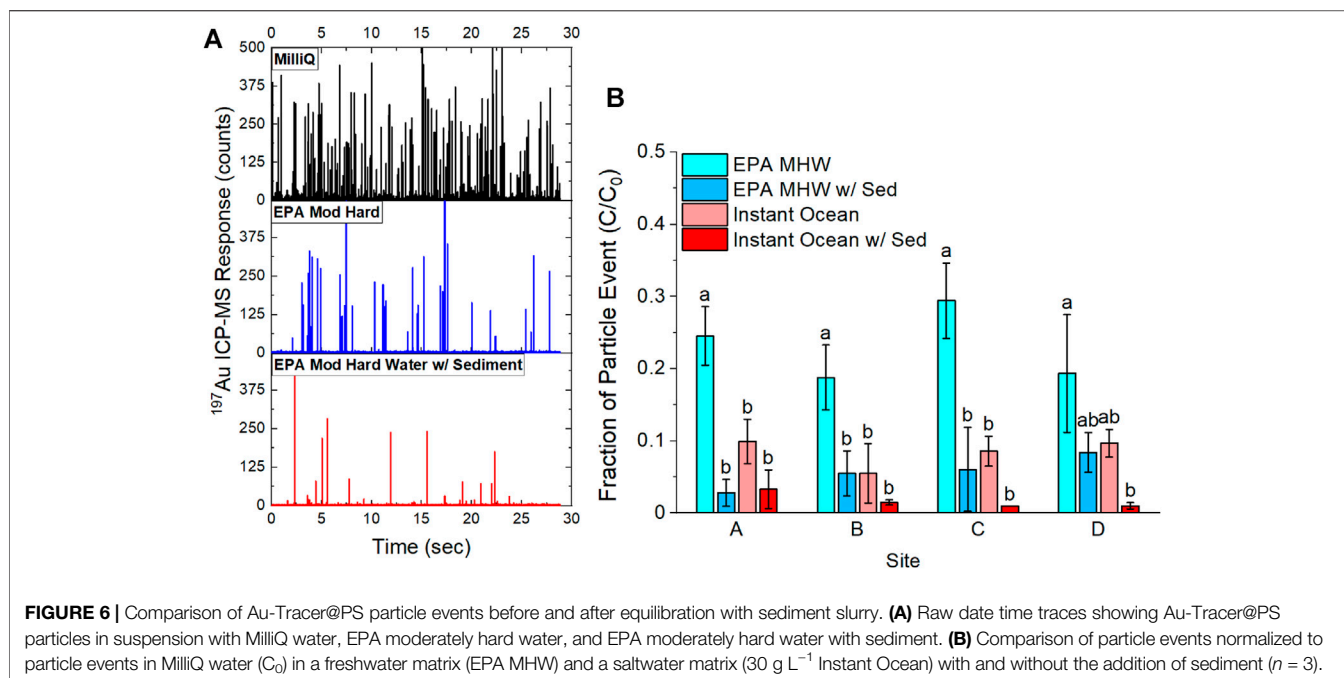 A
0 5 10 15 20 25 30
500
375
250
125
0
MilliQ
375
250
125
0
EPA Mod Hard
375
250
125
0
EPA Mod Hard Water w/ Sediment
0 5 10 15 20 25 30
Time (sec)
197Au ICP-MS Response (counts)
B
0.5
0.4
0.3
0.2
0.1
0
Fraction of Particle Event (C/C0)
EPA MHW
EPA MHW w/ Sed
Instant Ocean
Instant Ocean w/ Sed
a b b b
a b b b
a b b b
a ab ab b
A B C D
Site
FIGURE 6 | Comparison of Au-Tracer@PS particle events before and after equilibration with sediment slurry. (A) Raw date time traces showing Au-Tracer@PS
particles in suspension with MilliQ water, EPA moderately hard water, and EPA moderately hard water with sediment. (B) Comparison of particle events normalized to
particle events in MilliQ water (C0) in a freshwater matrix (EPA MHW) and a saltwater matrix (30 g L−1 Instant Ocean) with and without the addition of sediment (n = 3).